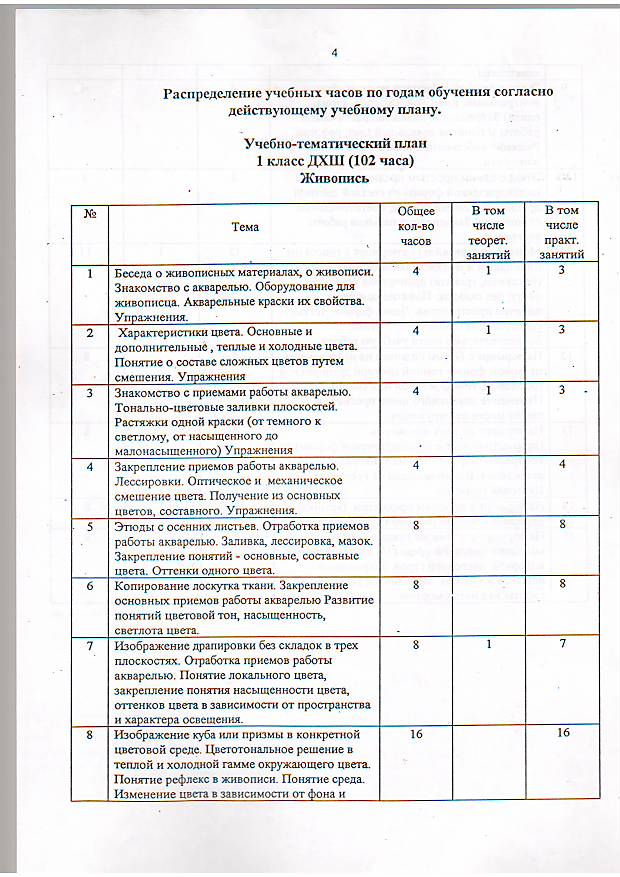 4
Распределение учебных часов по годам обучения согласно
действующему учебному плану.
Учебно-тематический план
1 класс ДХШ (102 часа)
Живопись
№ Тема Общее кол-во часов В том числе теорет. занятий В том числе практ. занятий
1 Беседа о живописных материалах, о живописи. 4 1 3
Знакомство с акварелью. Оборудование для
живописца. Акварельные краски их свойства.
Упражнения.
2 Характеристики цвета. Основные и 4 1 3
дополнительные , теплые и холодные цвета.
Понятие о составе сложных цветов путем
смешения. Упражнения
3 Знакомство с приемами работы акварелью. 4 1 3
Тонально-цветовые заливки плоскостей.
Растяжки одной краски (от темного к
светлому, от насыщенного до
малонасыщенного) Упражнения
4 Закрепление приемов работы акварелью. 4 4
Лессировки. Оптическое и механическое
смешение цвета. Получение из основных
цветов, составного. Упражнения.
5 Этюды с осенних листьев. Отработка приемов 8 8
работы акварелью. Заливка, лессировка, мазок.
Закрепление понятий - основные, составные
цвета. Оттенки одного цвета.
6 Копирование лоскутка ткани. Закрепление 8 8
основных приемов работы акварелью Развитие
понятий цветовой тон, насыщенность,
светлота цвета.
7 Изображение драпировки без складок в трех 8 1 7
плоскостях. Отработка приемов работы
акварелью. Понятие локального цвета,
закрепление понятия насыщенности цвета,
оттенков цвета в зависимости от пространства
и характера освещения.
8 Изображение куба или призмы в конкретной 16 16
цветовой среде. Цветотональное решение в
теплой и холодной гамме окружающего цвета.
Понятие рефлекс в живописи. Понятие среда.
Изменение цвета в зависимости от фона и